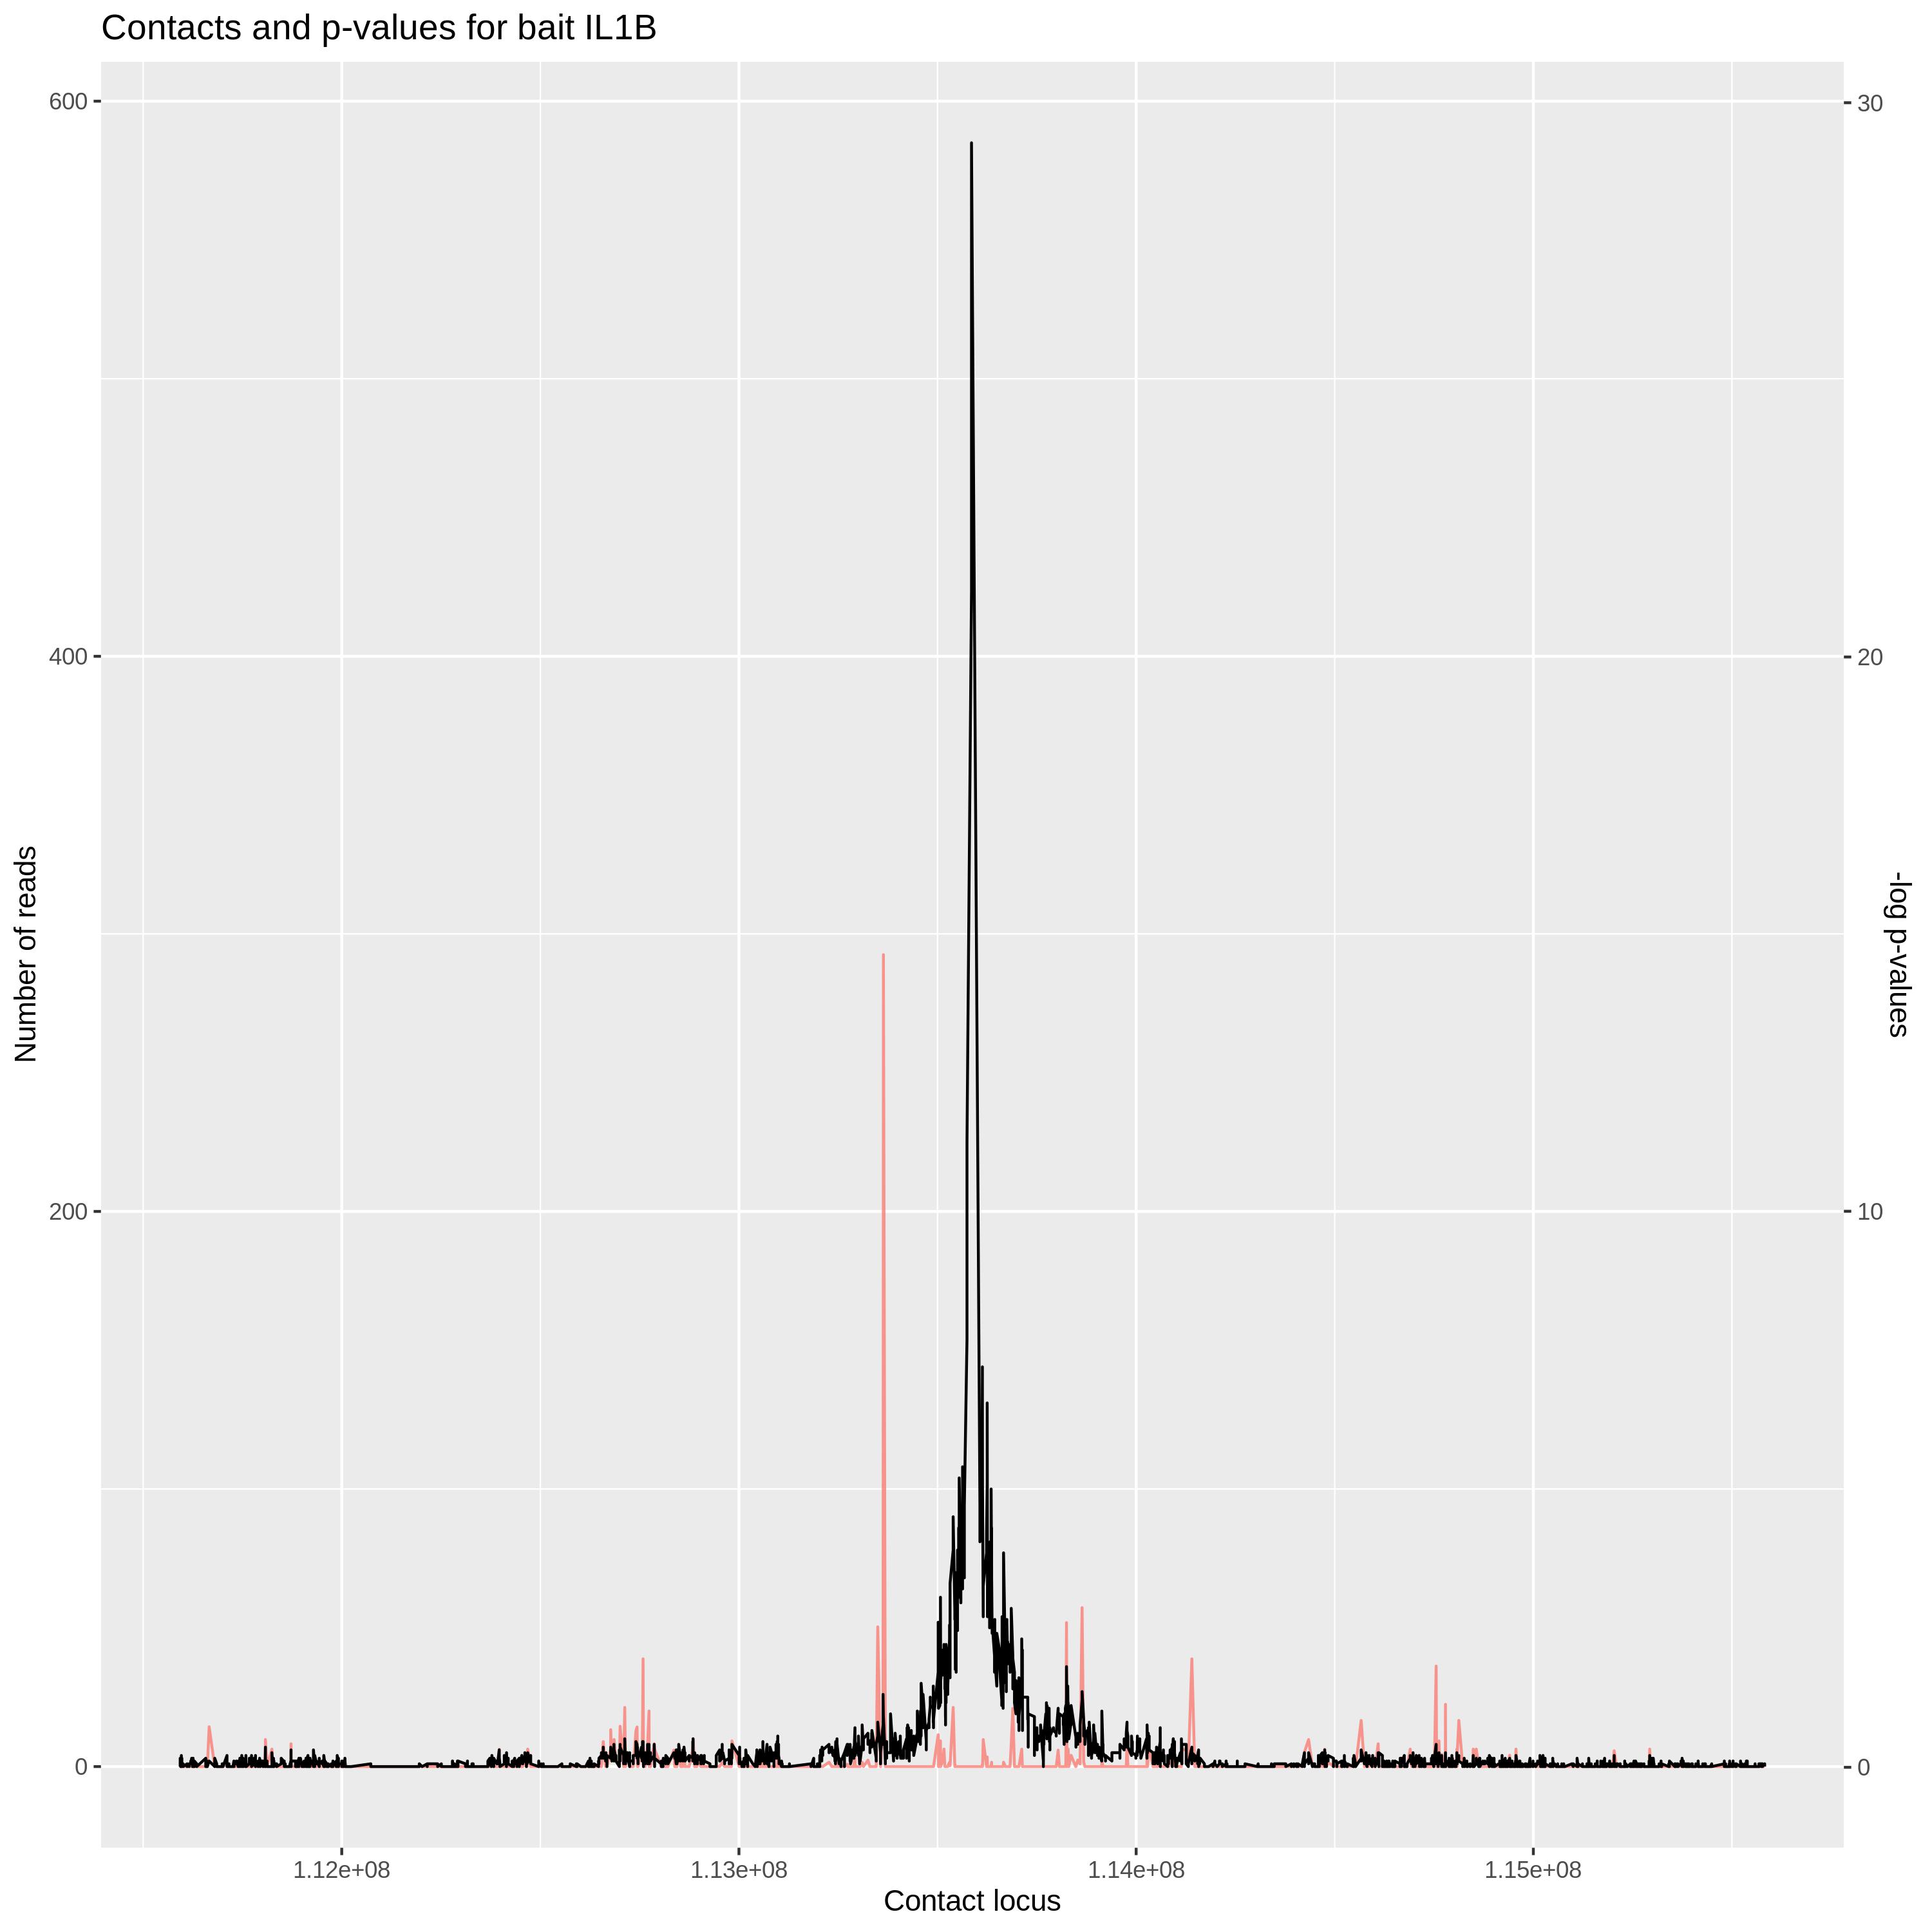 Contacts and p-values for bait IL1B
600
400
200
0
Number of reads
30
20
10
0
-log p-values
1.12e+08
1.13e+08
1.14e+08
1.15e+08
Contact locus